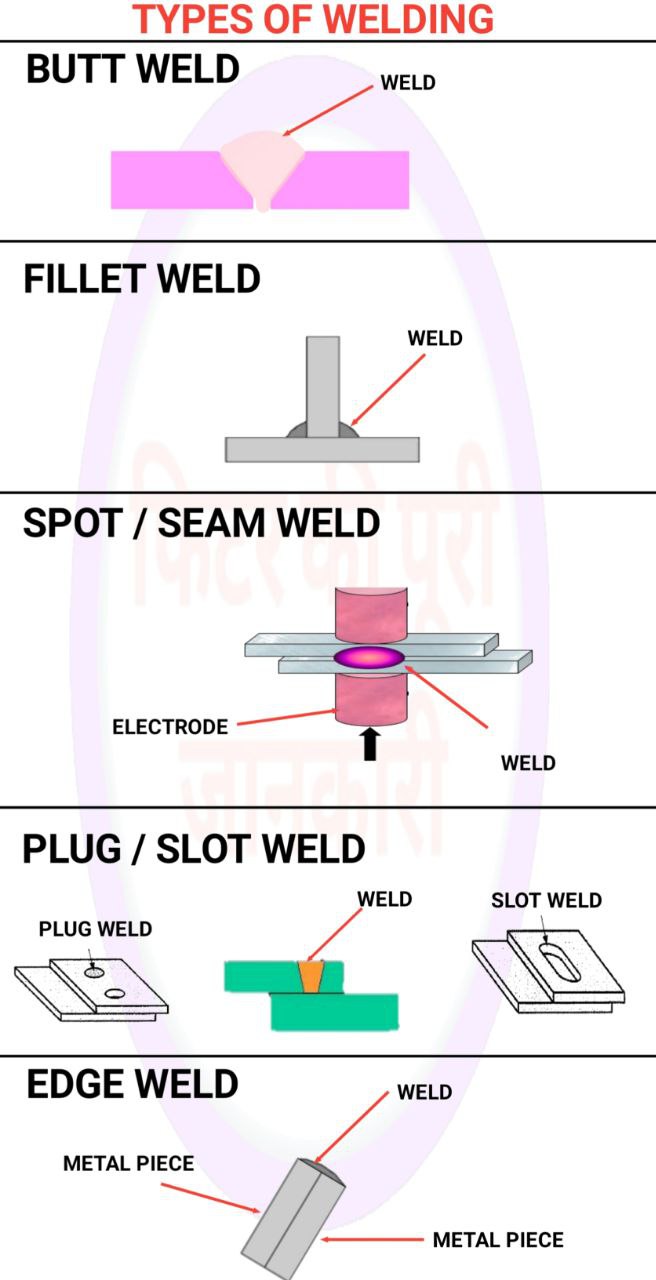 TYPES OF WELDING
BUTT WELD
WELD
FILLET WELD
WELD
SPOT / SEAM WELD
ELECTRODE
WELD
PLUG / SLOT WELD
WELD
SLOT WELD
PLUG WELD
EDGE WELD
WELD
METAL PIECE
METAL PIECE
फिटर की पूरी
जानकारी